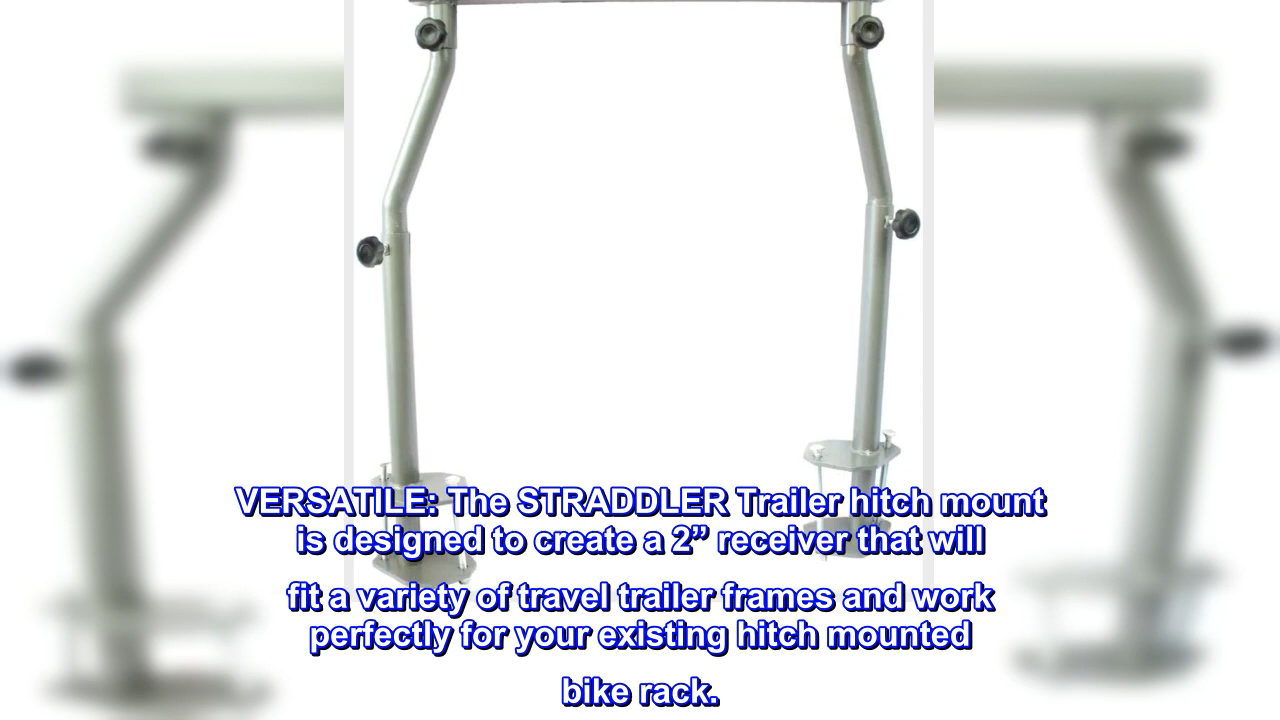 VERSATILE: The STRADDLER Trailer hitch mount
is designed to create a 2” receiver that will
fit a variety of travel trailer frames and work
perfectly for your existing hitch mounted
bike rack.